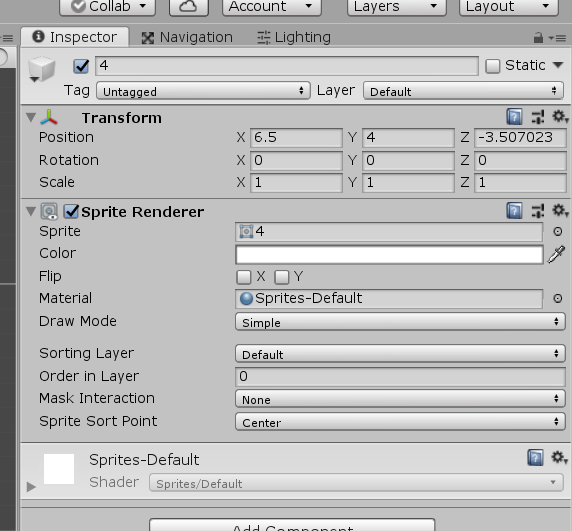 Collab Account Layers Layout
Inspector Navigation Lighting
4 Static
Tag Untagged Layer Default
Transform
Position X 6.5 Y 4 Z -3.507023
Rotation X 0 Y 0 Z 0
Scale X 1 Y 1 Z 1
Sprite Renderer
Sprite 4
Color
Flip X Y
Material Sprites-Default
Draw Mode Simple
Sorting Layer Default
Order in Layer 0
Mask Interaction None
Sprite Sort Point Center
Sprites-Default
Shader Sprites/Default
Add Component